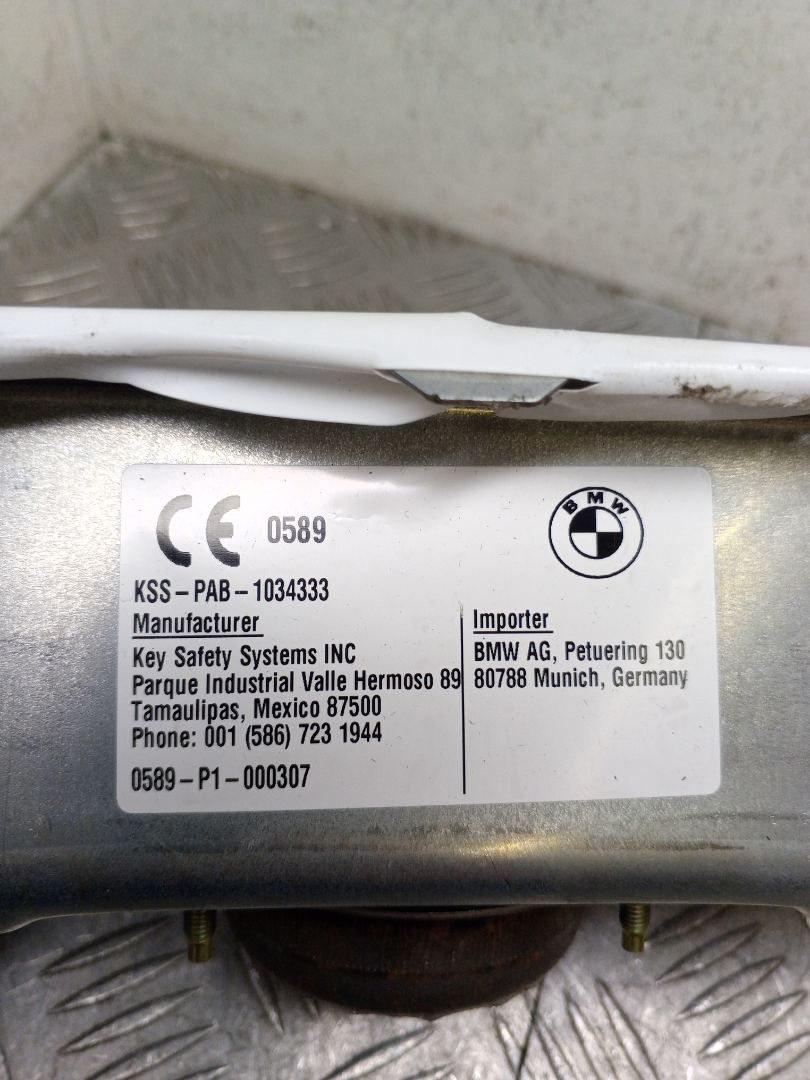 CE 0589
BMW
KSS-PAB-1034333
Manufacturer
Key Safety Systems INC
Parque Industrial Valle Hermoso 89
Tamaulipas, Mexico 87500
Phone: 001 (586) 723 1944
0589-P1-000307
Importer
BMW AG, Petuering 130
80788 Munich, Germany